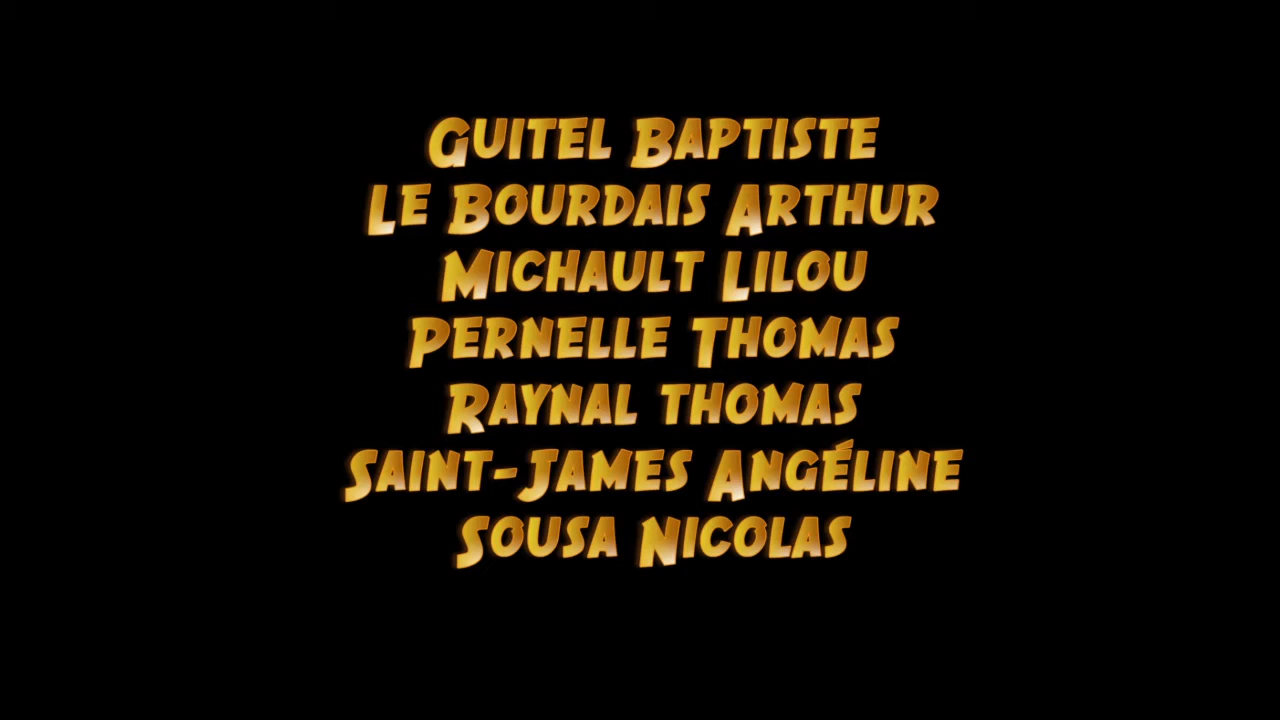 Guitel Baptiste
Le Bourdais Arthur
Michault Lilou
Pernelle Thomas
Raynal thomas
Saint-James Angéline
Sousa Nicolas